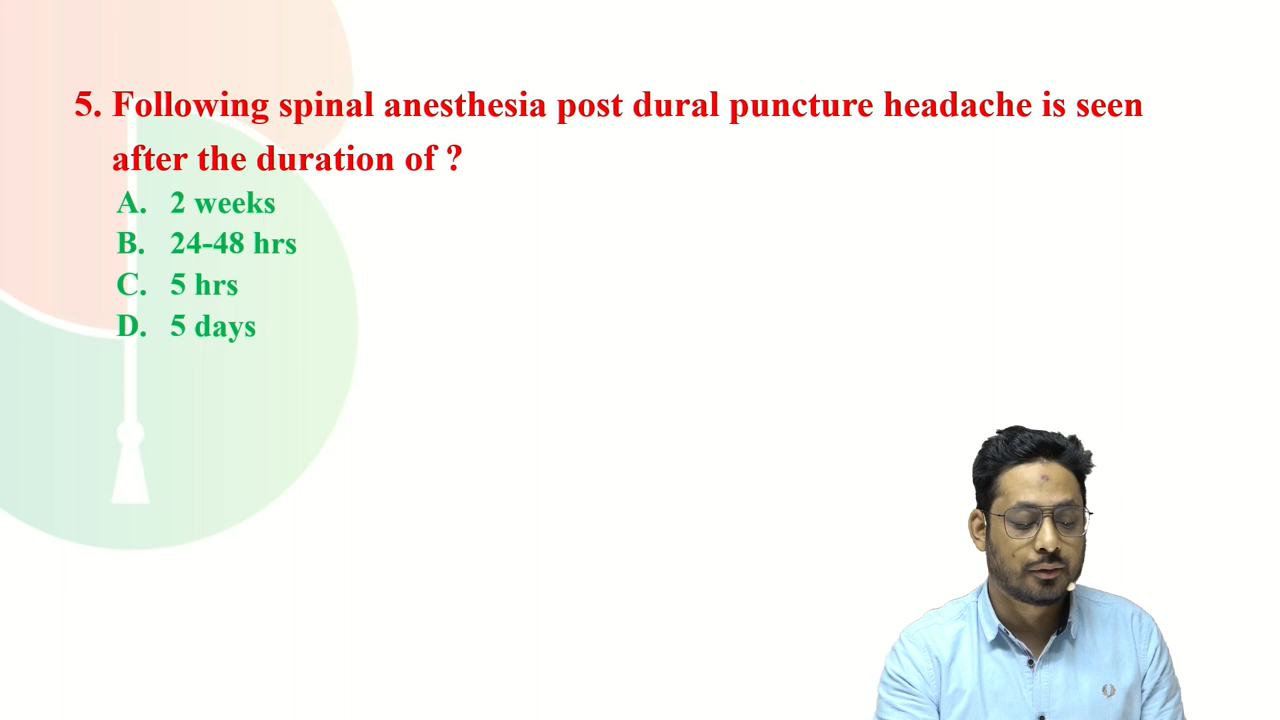 5. Following spinal anesthesia post dural puncture headache is seen
after the duration of ?
A. 2 weeks
B. 24-48 hrs
C. 5 hrs
D. 5 days